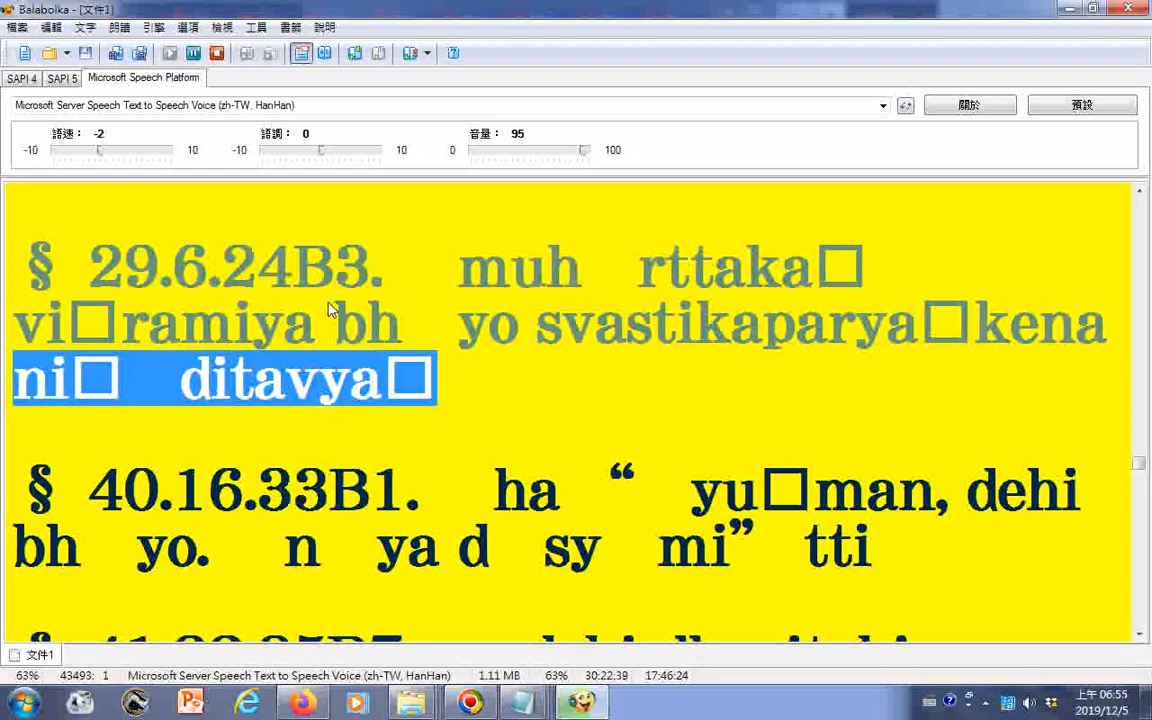 Balabolka - [文件1]
檔案 編輯 文字 朗讀 引擎 選項 檢視 工具 書籤 說明
SAPI 4 SAPI 5 Microsoft Speech Platform
Microsoft Server Speech Text to Speech Voice (zh-TW, HanHan) 關於 預設
語速： -2 語調： 0 音量： 95
-10 10 -10 10 0 100
§ 29.6.24B3. muh rttaka□
vi□ramiya bh yo svastikaparya□kena
ni□ ditavya□
§ 40.16.33B1. ha “ yu□man, dehi
bh yo. n ya d sy mi” tti
文件1
63% 43493: 1 Microsoft Server Speech Text to Speech Voice (zh-TW, HanHan) 1.11 MB 63% 30:22:39 17:46:24
上午 06:55
2019/12/5